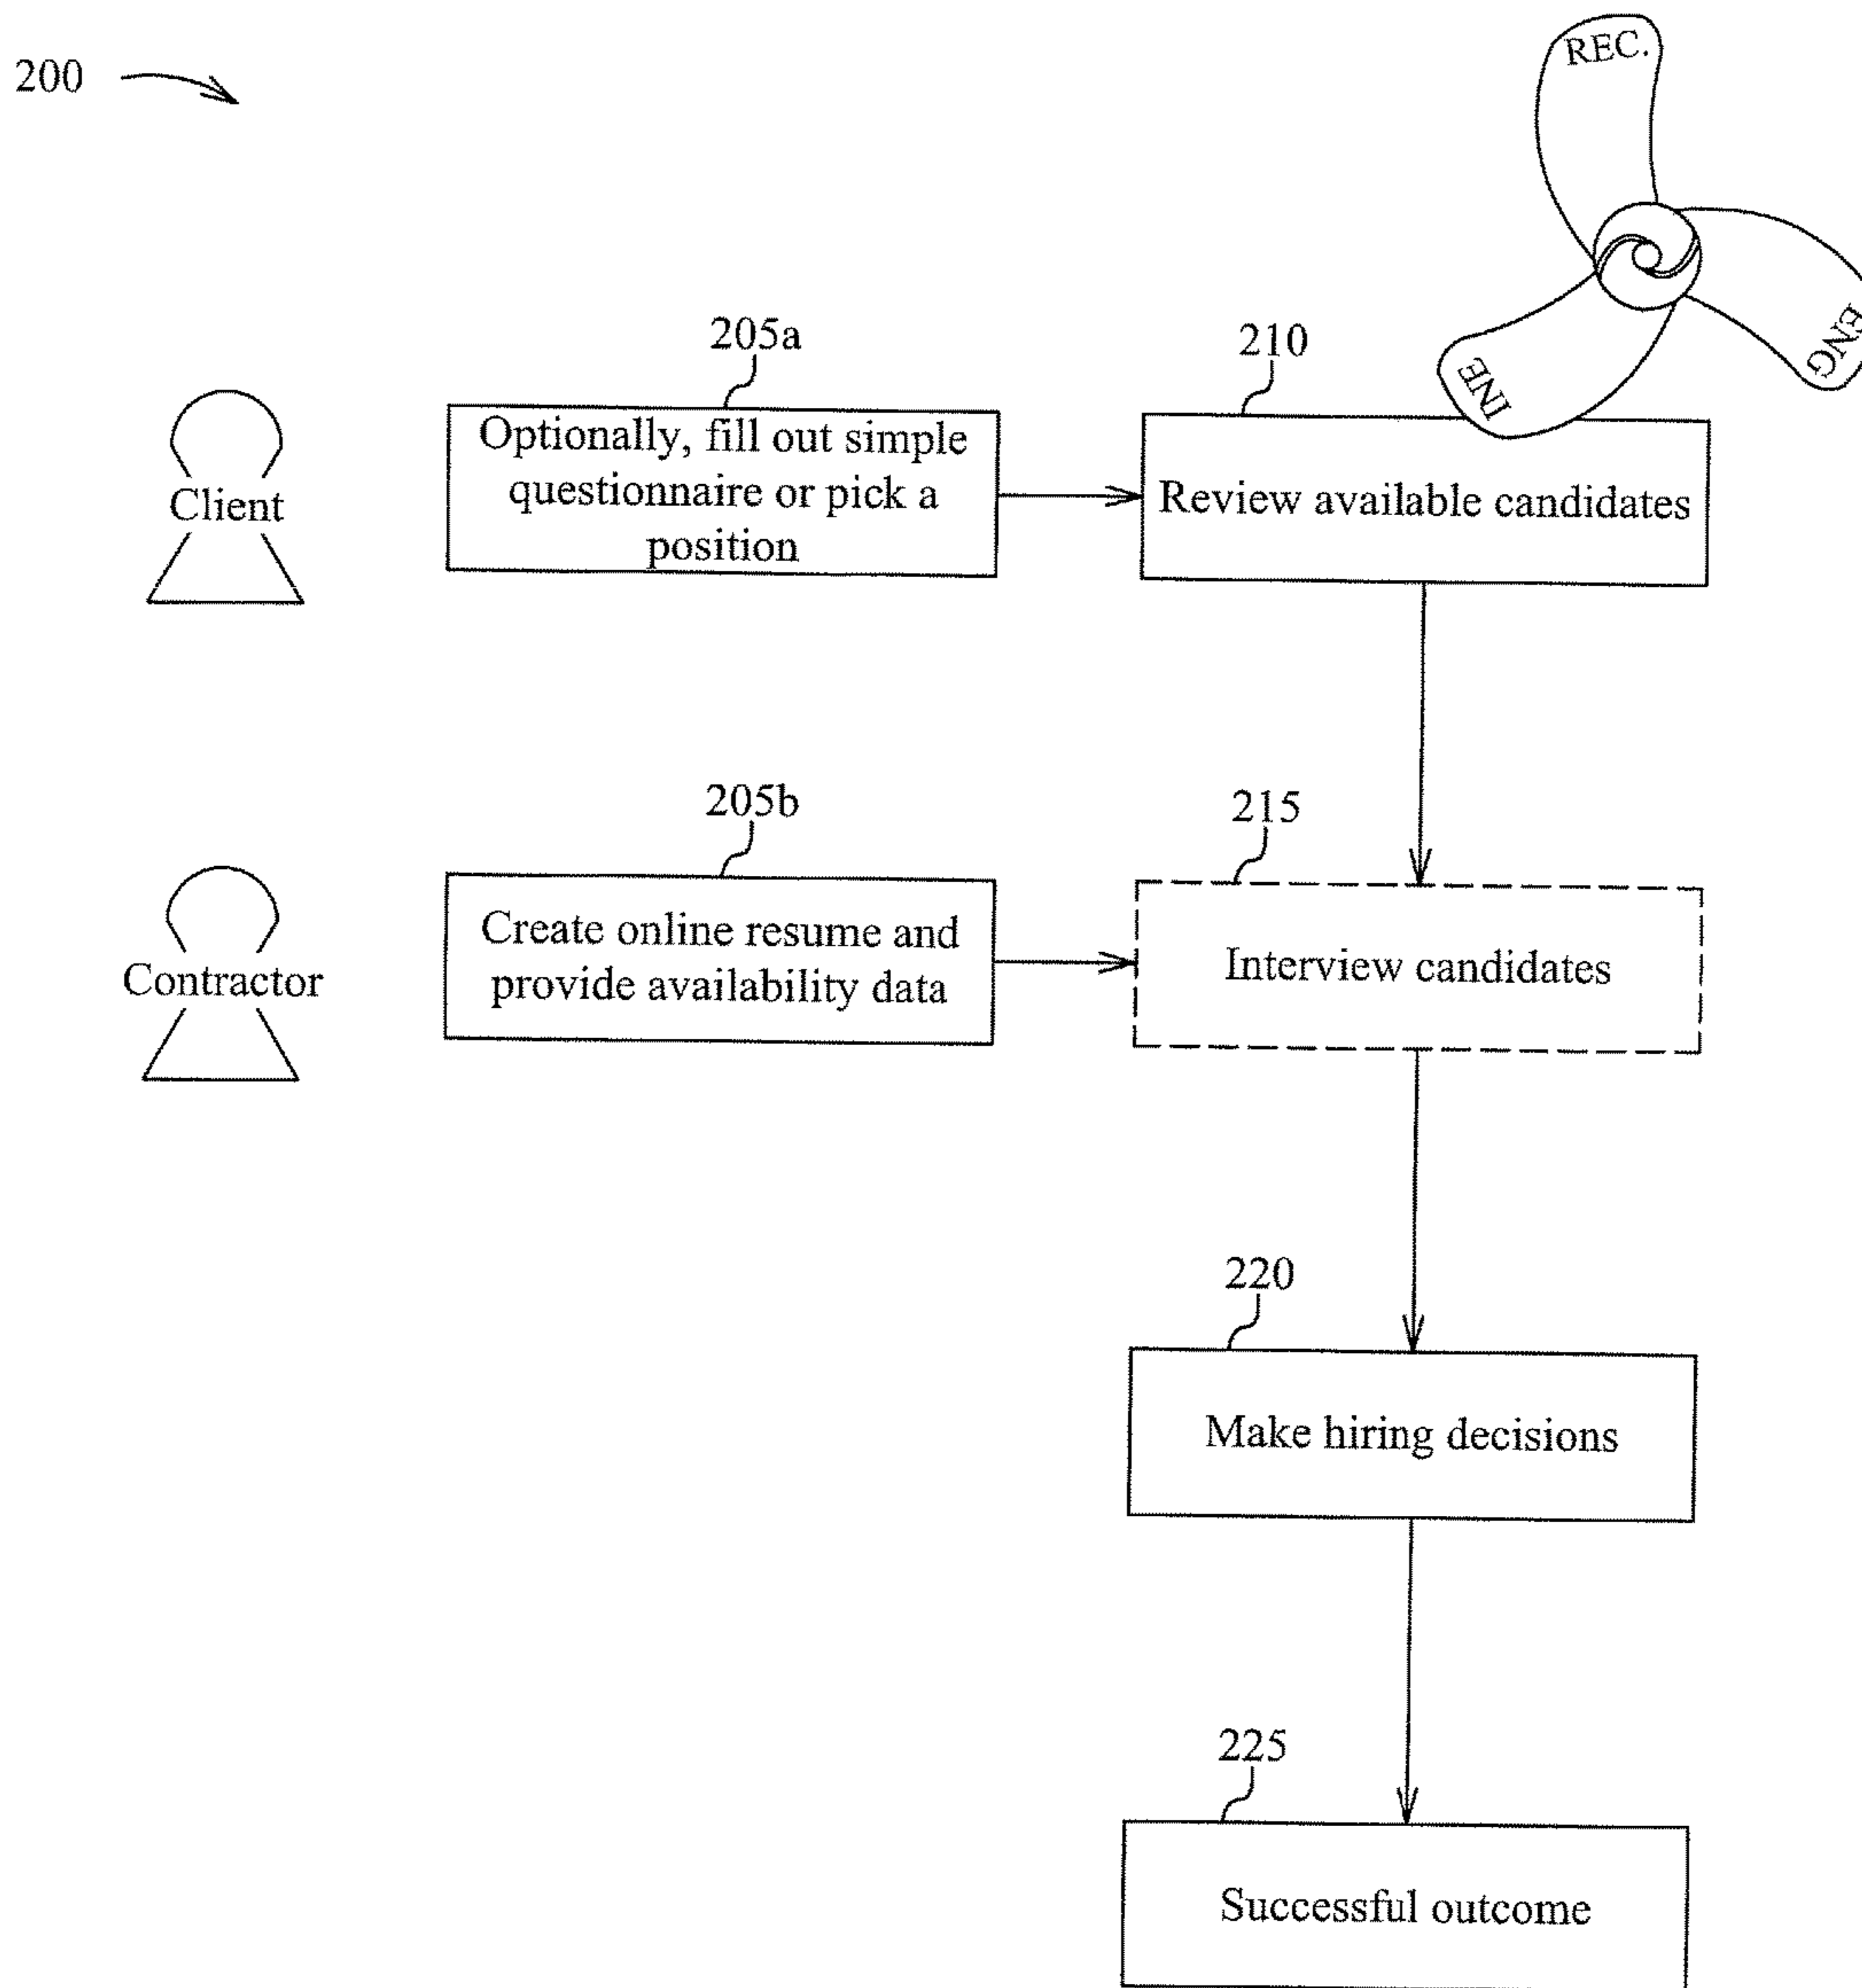 200
REC.
ENG
INE
205a
210
Client
Optionally, fill out simple
questionnaire or pick a
position
Review available candidates
205b
215
Contractor
Create online resume and
provide availability data
Interview candidates
220
Make hiring decisions
225
Successful outcome